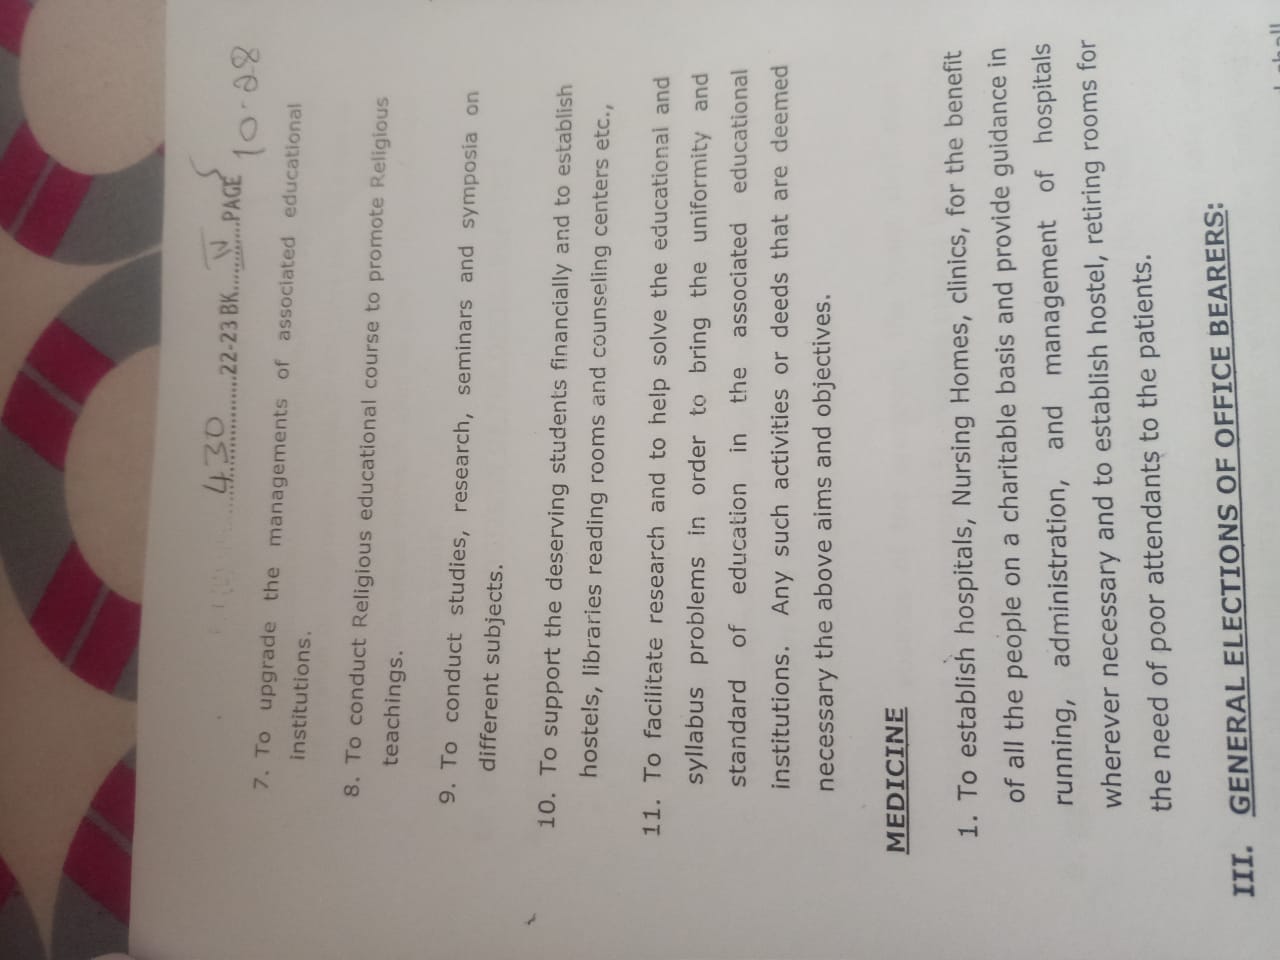 430 22-23 BK. IV PAGE 10-28
7. To upgrade the managements of associated educational
institutions.
8. To conduct Religious educational course to promote Religious
teachings.
9. To conduct studies, research, seminars and symposia on
different subjects.
10. To support the deserving students financially and to establish
hostels, libraries reading rooms and counseling centers etc.,
11. To facilitate research and to help solve the educational and
syllabus problems in order to bring the uniformity and
standard of education in the associated educational
institutions. Any such activities or deeds that are deemed
necessary the above aims and objectives.
MEDICINE
1. To establish hospitals, Nursing Homes, clinics, for the benefit
of all the people on a charitable basis and provide guidance in
running, administration, and management of hospitals
wherever necessary and to establish hostel, retiring rooms for
the need of poor attendants to the patients.
III. GENERAL ELECTIONS OF OFFICE BEARERS: